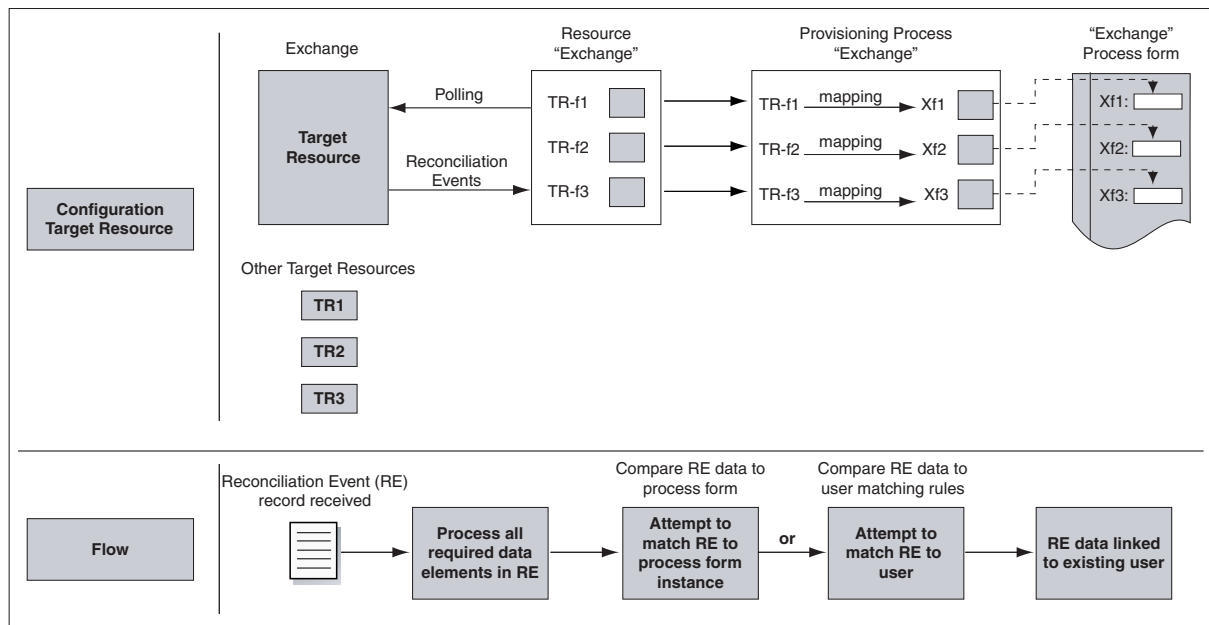 Exchange
Resource
“Exchange”
Provisioning Process
“Exchange”
“Exchange”
Process form
Configuration
Target Resource
Target
Resource
Polling
Reconciliation
Events
TR-f1
TR-f2
TR-f3
TR-f1 mapping Xf1
TR-f2 mapping Xf2
TR-f3 mapping Xf3
Xf1:
Xf2:
Xf3:
Other Target Resources
TR1
TR2
TR3
Flow
Reconciliation Event (RE)
record received
Process all
required data
elements in RE
Compare RE data to
process form
Attempt to
match RE to
process form
instance
or
Compare RE data to
user matching rules
Attempt to
match RE to
user
RE data linked
to existing user